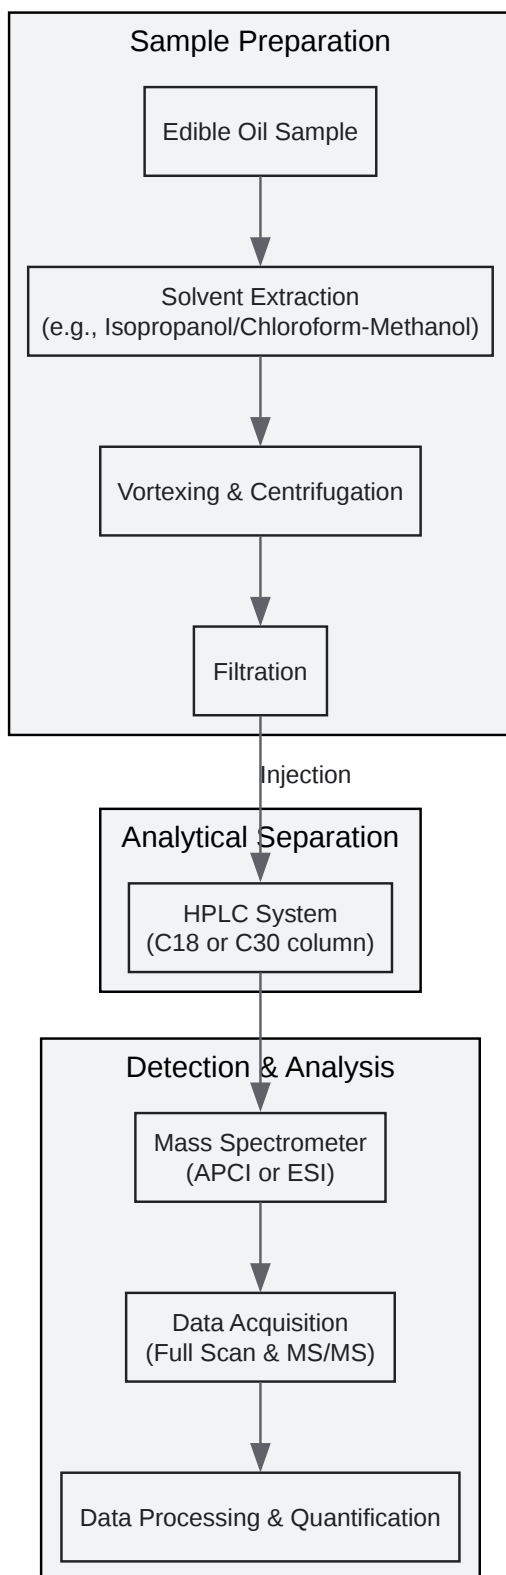 Sample Preparation
Edible Oil Sample
Solvent Extraction
(e.g., Isopropanol/Chloroform-Methanol)
Vortexing & Centrifugation
Filtration
Injection
Analytical Separation
HPLC System
(C18 or C30 column)
Detection & Analysis
Mass Spectrometer
(APCI or ESI)
Data Acquisition
(Full Scan & MS/MS)
Data Processing & Quantification